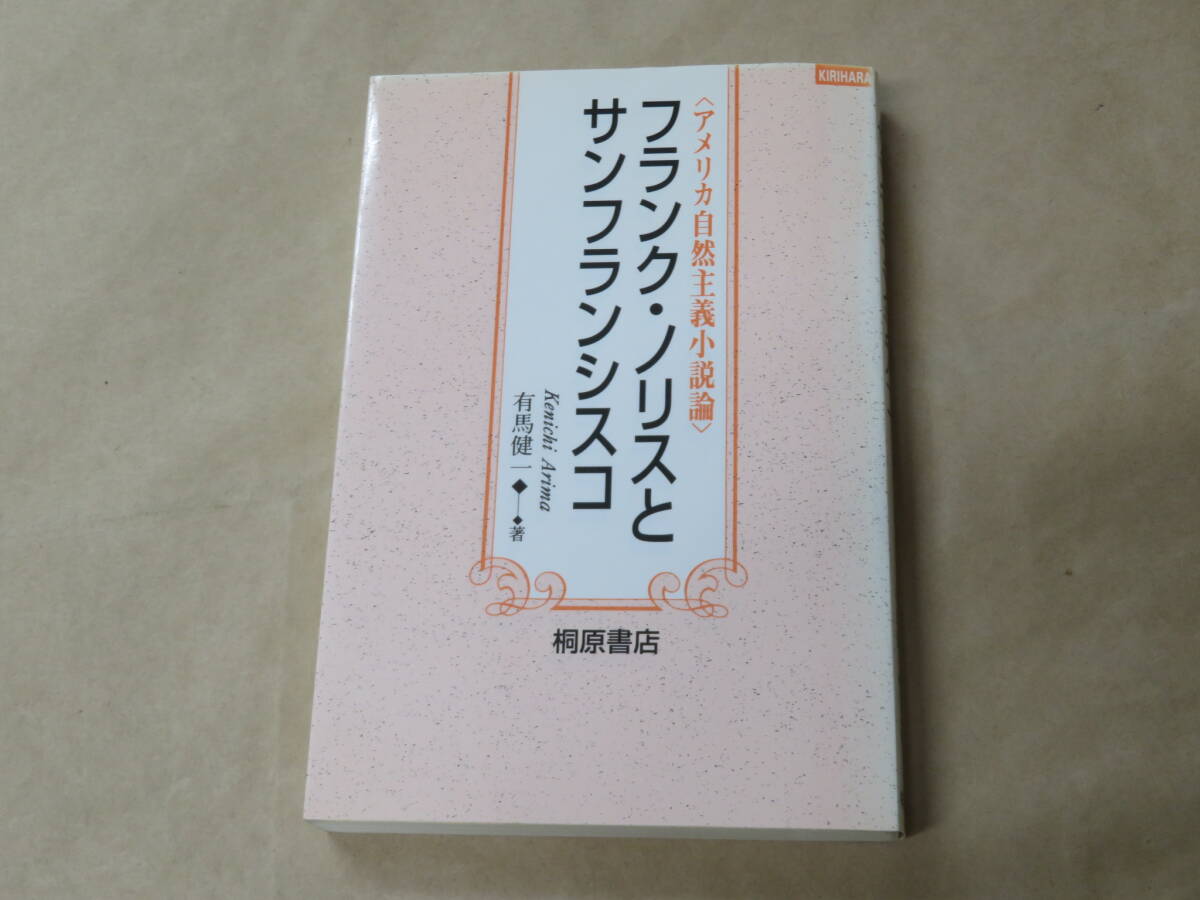 KIRIHARA
〈アメリカ自然主義小説論〉
フランク・ノリスと
サンフランシスコ
Kenichi Arima
有馬健一◆─◆著
桐原書店